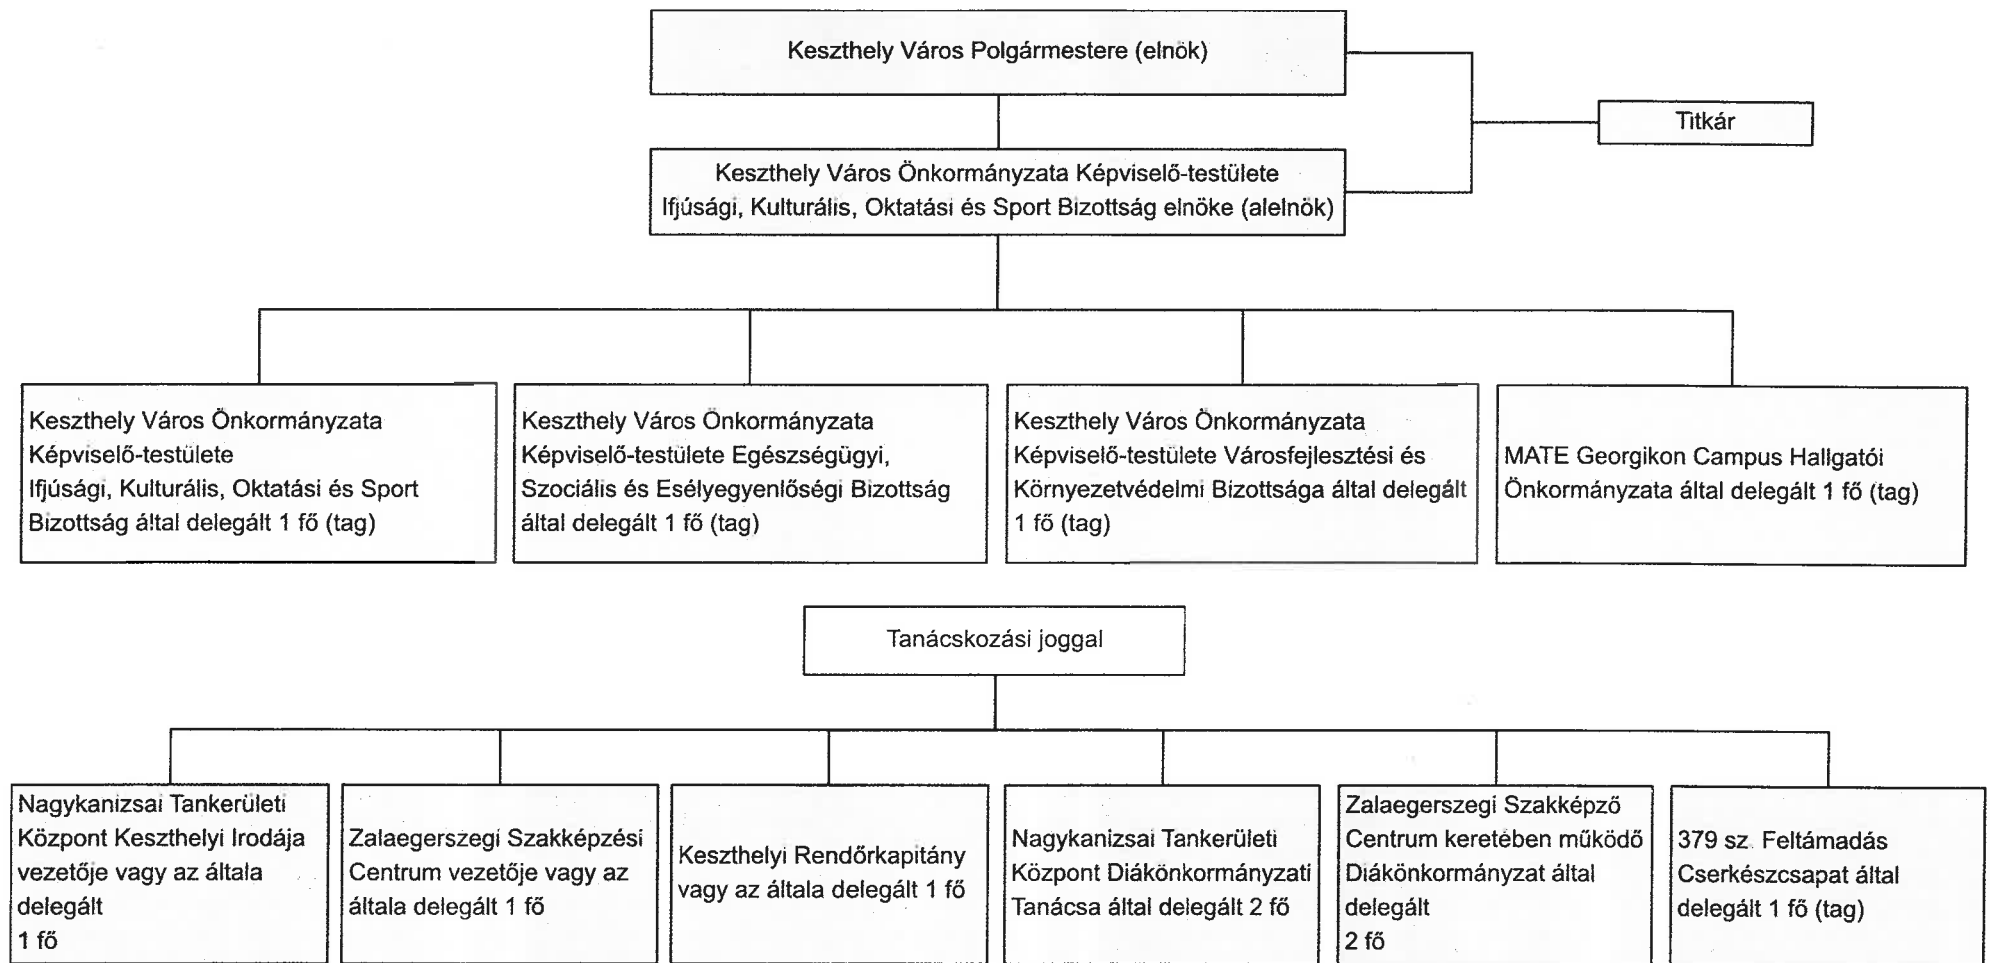 Keszthely Város Polgármestere (elnök)
Titkár
Keszthely Város Önkormányzata Képviselő-testülete
Ifjúsági, Kulturális, Oktatási és Sport Bizottság elnöke (alelnök)
Keszthely Város Önkormányzata
Képviselő-testülete
Ifjúsági, Kulturális, Oktatási és Sport
Bizottság által delegált 1 fő (tag)
Keszthely Város Önkormányzata
Képviselő-testülete Egészségügyi,
Szociális és Esélyegyenlőségi Bizottság
által delegált 1 fő (tag)
Keszthely Város Önkormányzata
Képviselő-testülete Városfejlesztési és
Környezetvédelmi Bizottsága által delegált
1 fő (tag)
MATE Georgikon Campus Hallgatói
Önkormányzata által delegált 1 fő (tag)
Tanácskozási joggal
Nagykanizsai Tankerületi
Központ Keszthelyi Irodája
vezetője vagy az általa
delegált
1 fő
Zalaegerszegi Szakképzési
Centrum vezetője vagy az
általa delegált 1 fő
Keszthelyi Rendőrkapitány
vagy az általa delegált 1 fő
Nagykanizsai Tankerületi
Központ Diákönkormányzati
Tanácsa által delegált 2 fő
Zalaegerszegi Szakképző
Centrum keretében működő
Diákönkormányzat által
delegált
2 fő
379 sz. Feltámadás
Cserkészcsapat által
delegált 1 fő (tag)